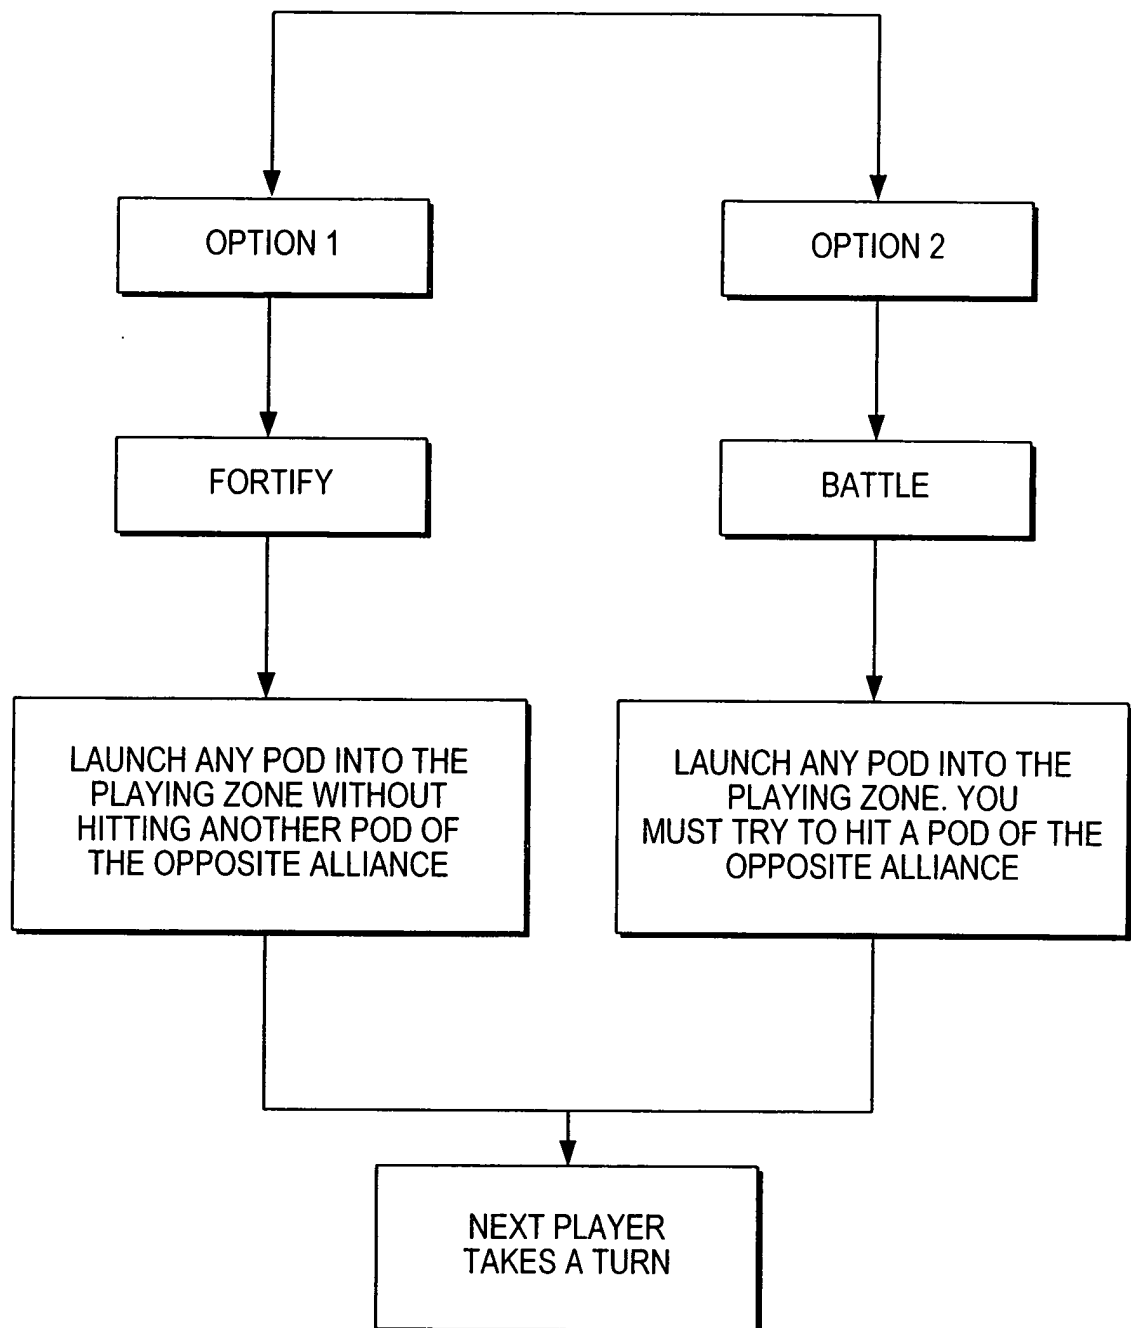 OPTION 1
OPTION 2
FORTIFY
BATTLE
LAUNCH ANY POD INTO THE
PLAYING ZONE WITHOUT
HITTING ANOTHER POD OF
THE OPPOSITE ALLIANCE
LAUNCH ANY POD INTO THE
PLAYING ZONE. YOU
MUST TRY TO HIT A POD OF THE
OPPOSITE ALLIANCE
NEXT PLAYER
TAKES A TURN